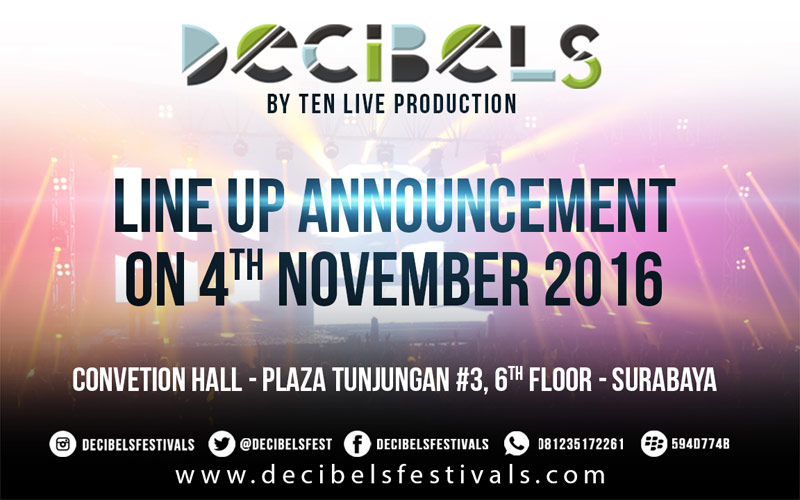 DECiBELS
BY TEN LIVE PRODUCTION
LINE UP ANNOUNCEMENT
ON 4TH NOVEMBER 2016
CONVETION HALL - PLAZA TUNJUNGAN #3, 6TH FLOOR - SURABAYA
DECIBELSFESTIVALS @DECIBELSFEST DECIBELSFESTIVALS 081235172261 594D774B
www.decibelsfestivals.com